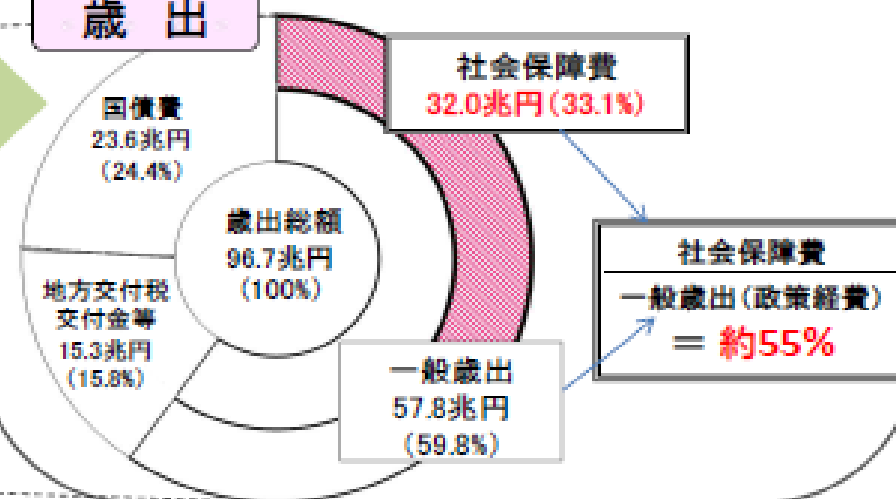 歳 出
国債費
23.6兆円
(24.4%)
社会保障費
32.0兆円(33.1%)
歳出総額
96.7兆円
(100%)
地方交付税
交付金等
15.3兆円
(15.8%)
一般歳出
57.8兆円
(59.8%)
社会保障費
一般歳出(政策経費)
= 約55%